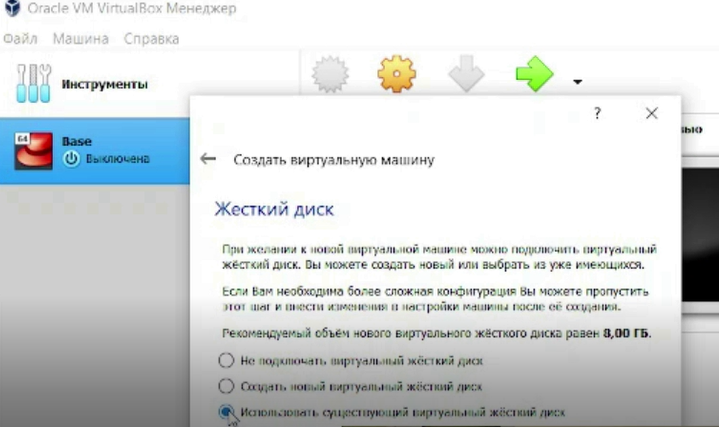 Oracle VM VirtualBox Менеджер
Файл Машина Справка
Инструменты
64
Base
Выключена
вью
? ×
← Создать виртуальную машину
Жесткий диск
При желании к новой виртуальной машине можно подключить виртуальный
жёсткий диск. Вы можете создать новый или выбрать из уже имеющихся.
Если Вам необходима более сложная конфигурация Вы можете пропустить
этот шаг и внести изменения в настройки машины после её создания.
Рекомендуемый объём нового виртуального жёсткого диска равен 8,00 ГБ.
Не подключать виртуальный жёсткий диск
Создать новый виртуальный жёсткий диск
Использовать существующий виртуальный жёсткий диск